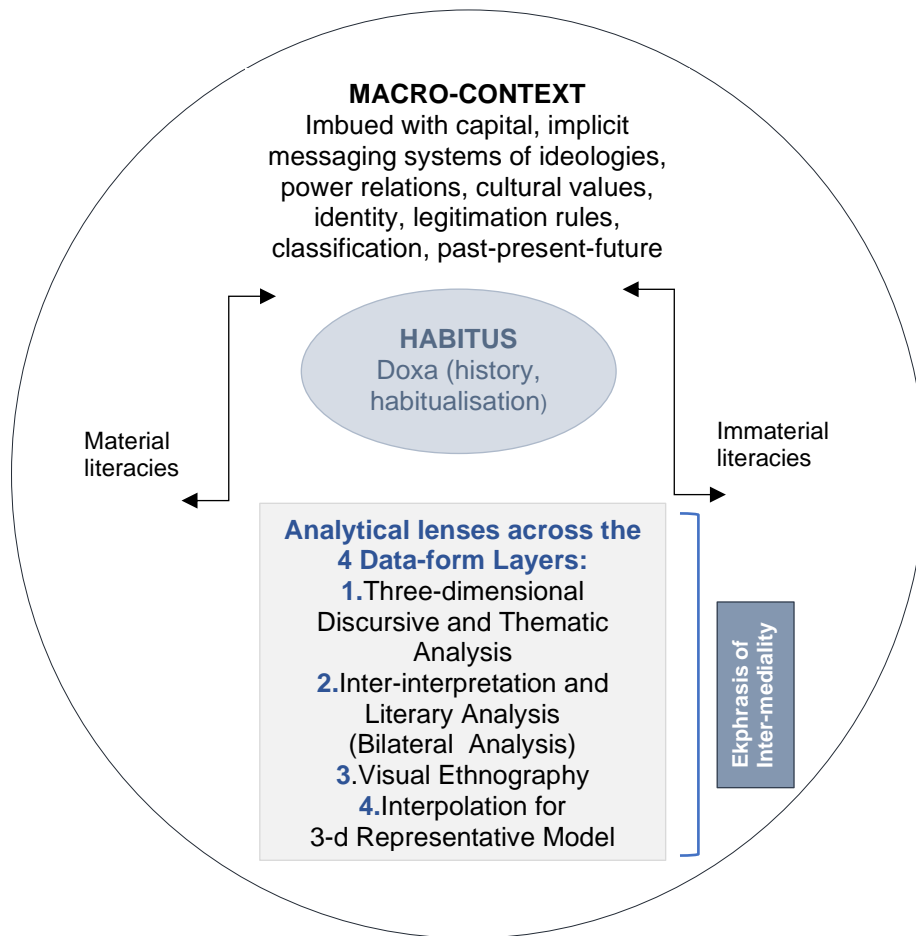 MACRO-CONTEXT
Imbued with capital, implicit
messaging systems of ideologies,
power relations, cultural values,
identity, legitimation rules,
classification, past-present-future
HABITUS
Doxa (history,
habitualisation)
Material
literacies
Immaterial
literacies
Analytical lenses across the
4 Data-form Layers:
1.Three-dimensional
Discursive and Thematic
Analysis
2.Inter-interpretation and
Literary Analysis
(Bilateral Analysis)
3.Visual Ethnography
4.Interpolation for
3-d Representative Model
Ekphrasis of
Inter-mediality